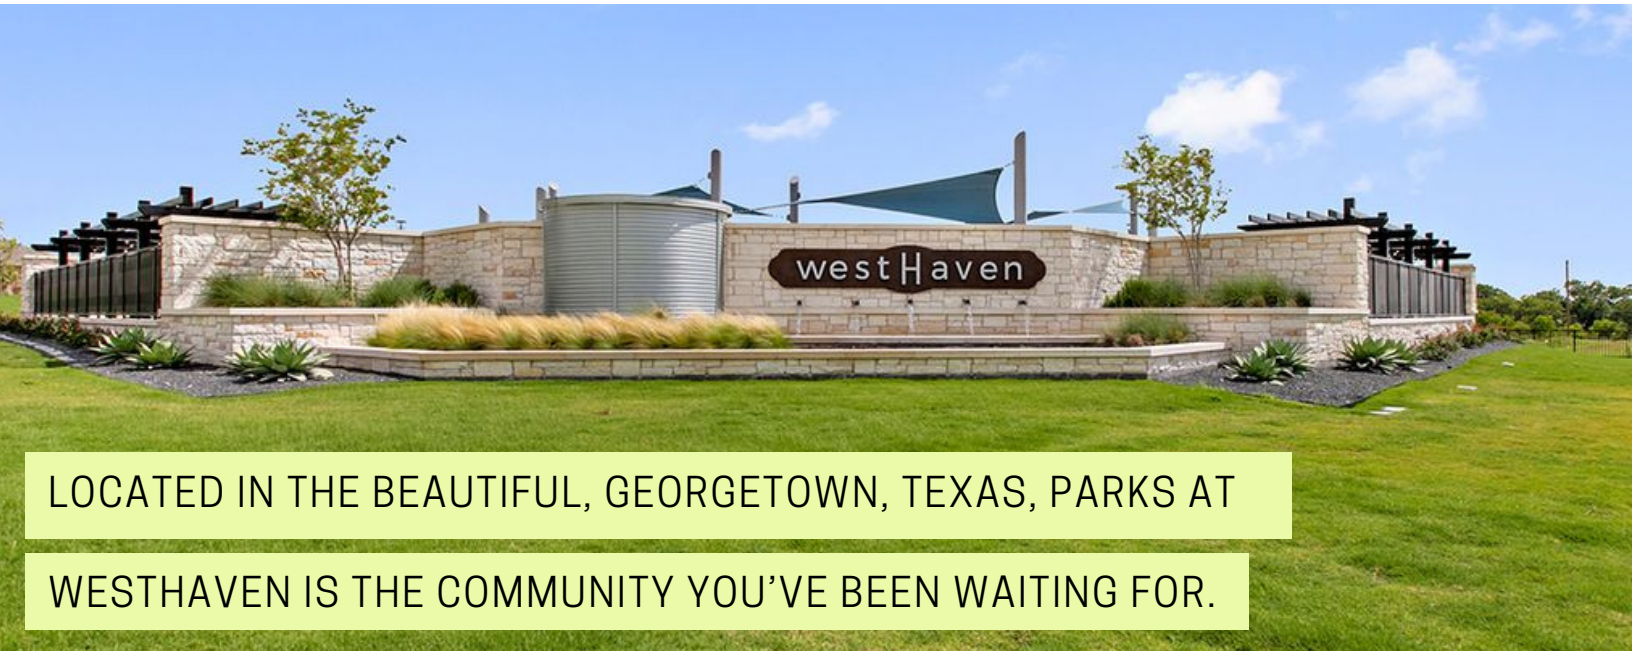 westHaven
LOCATED IN THE BEAUTIFUL, GEORGETOWN, TEXAS, PARKS AT
WESTHAVEN IS THE COMMUNITY YOU’VE BEEN WAITING FOR.